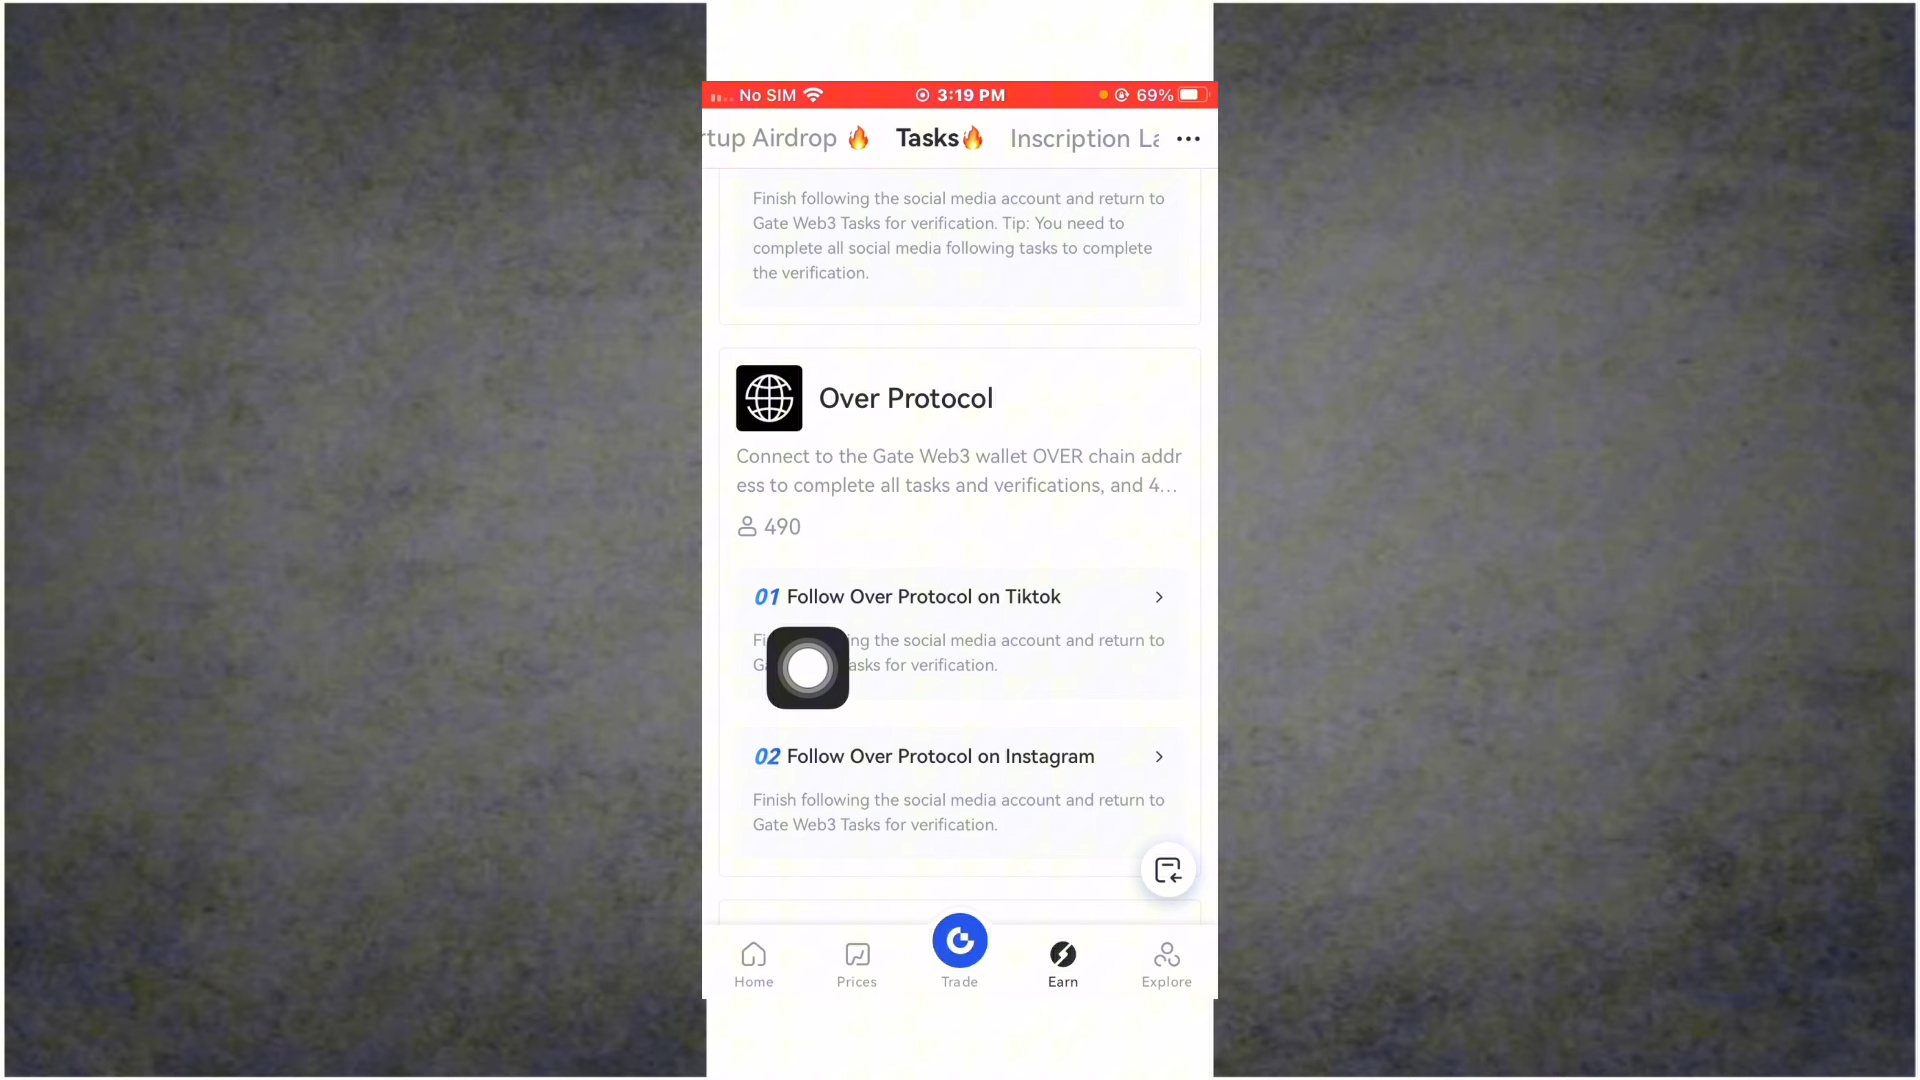 No SIM 3:19 PM 69%
rtup Airdrop 🔥 Tasks🔥 Inscription La ...
Finish following the social media account and return to
Gate Web3 Tasks for verification. Tip: You need to
complete all social media following tasks to complete
the verification.
Over Protocol
Connect to the Gate Web3 wallet OVER chain addr
ess to complete all tasks and verifications, and 4...
490
01 Follow Over Protocol on Tiktok
ing the social media account and return to
asks for verification.
02 Follow Over Protocol on Instagram
Finish following the social media account and return to
Gate Web3 Tasks for verification.
Home Prices Trade Earn Explore